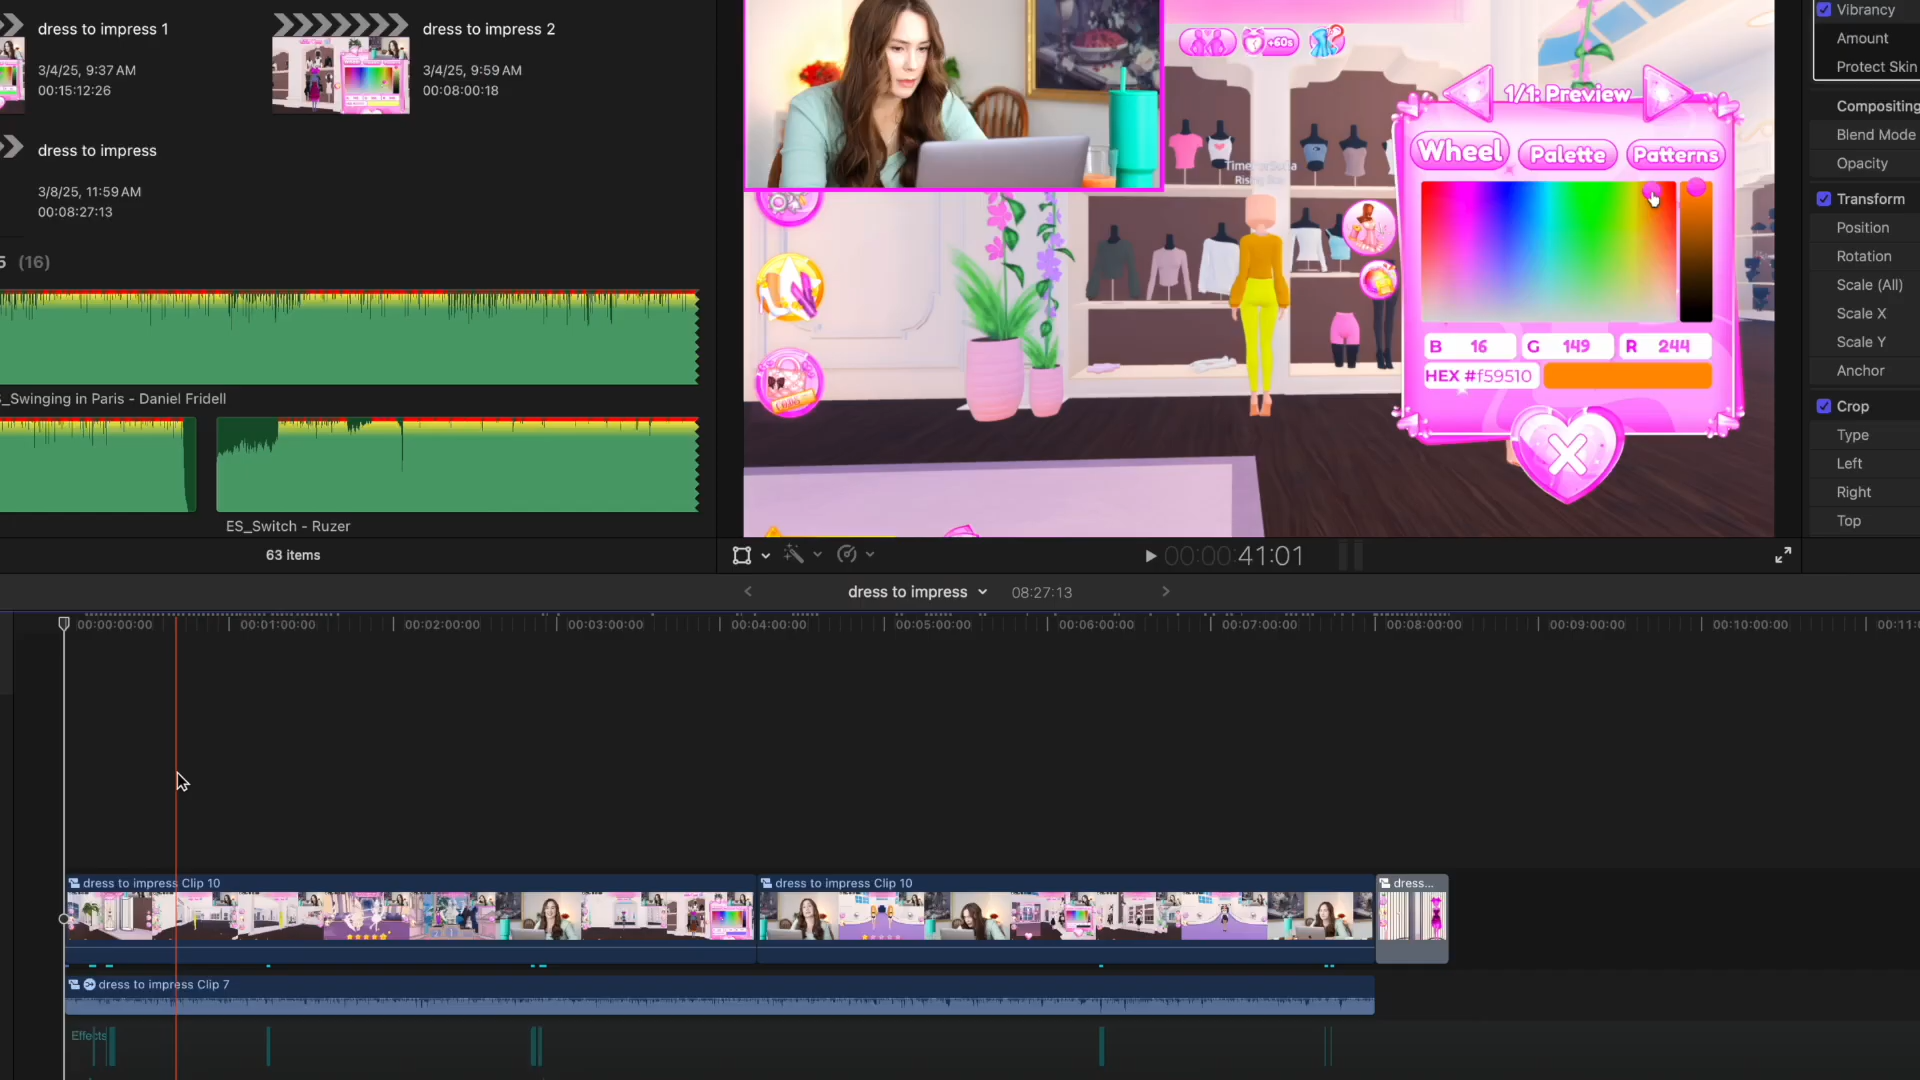 dress to impress 1
3/4/25, 9:37 AM
00:15:12:26
dress to impress 2
3/4/25, 9:59 AM
00:08:00:18
dress to impress
3/8/25, 11:59 AM
00:08:27:13
5 (16)
S_Swinging in Paris - Daniel Fridell
ES_Switch - Ruzer
63 items
+60s
1/1: Preview
Wheel
Palette
Patterns
B 16
G 149
R 244
HEX #f59510
00:00:41:01
Vibrancy
Amount
Protect Skin
Compositing
Blend Mode
Opacity
Transform
Position
Rotation
Scale (All)
Scale X
Scale Y
Anchor
Crop
Type
Left
Right
Top
dress to impress
08:27:13
00:00:00:00
00:01:00:00
00:02:00:00
00:03:00:00
00:04:00:00
00:05:00:00
00:06:00:00
00:07:00:00
00:08:00:00
00:09:00:00
00:10:00:00
00:11:0
dress to impress Clip 10
dress to impress Clip 10
dress...
dress to impress Clip 7
Effects